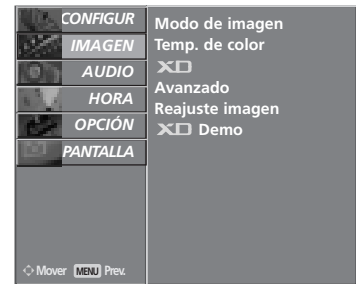 CONFIGUR
IMAGEN
AUDIO
HORA
OPCIÓN
PANTALLA
Mover MENU Prev.
Modo de imagen
Temp. de color
XD
Avanzado
Reajuste imagen
XD Demo